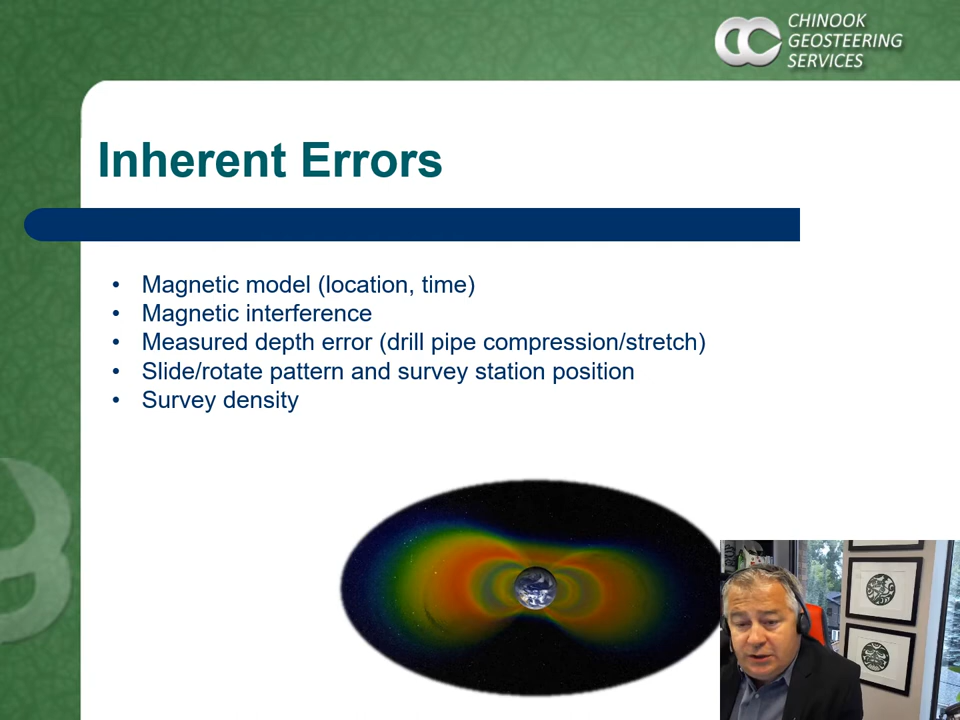 CHINOOK
GEOSTEERING
SERVICES
Inherent Errors
• Magnetic model (location, time)
• Magnetic interference
• Measured depth error (drill pipe compression/stretch)
• Slide/rotate pattern and survey station position
• Survey density